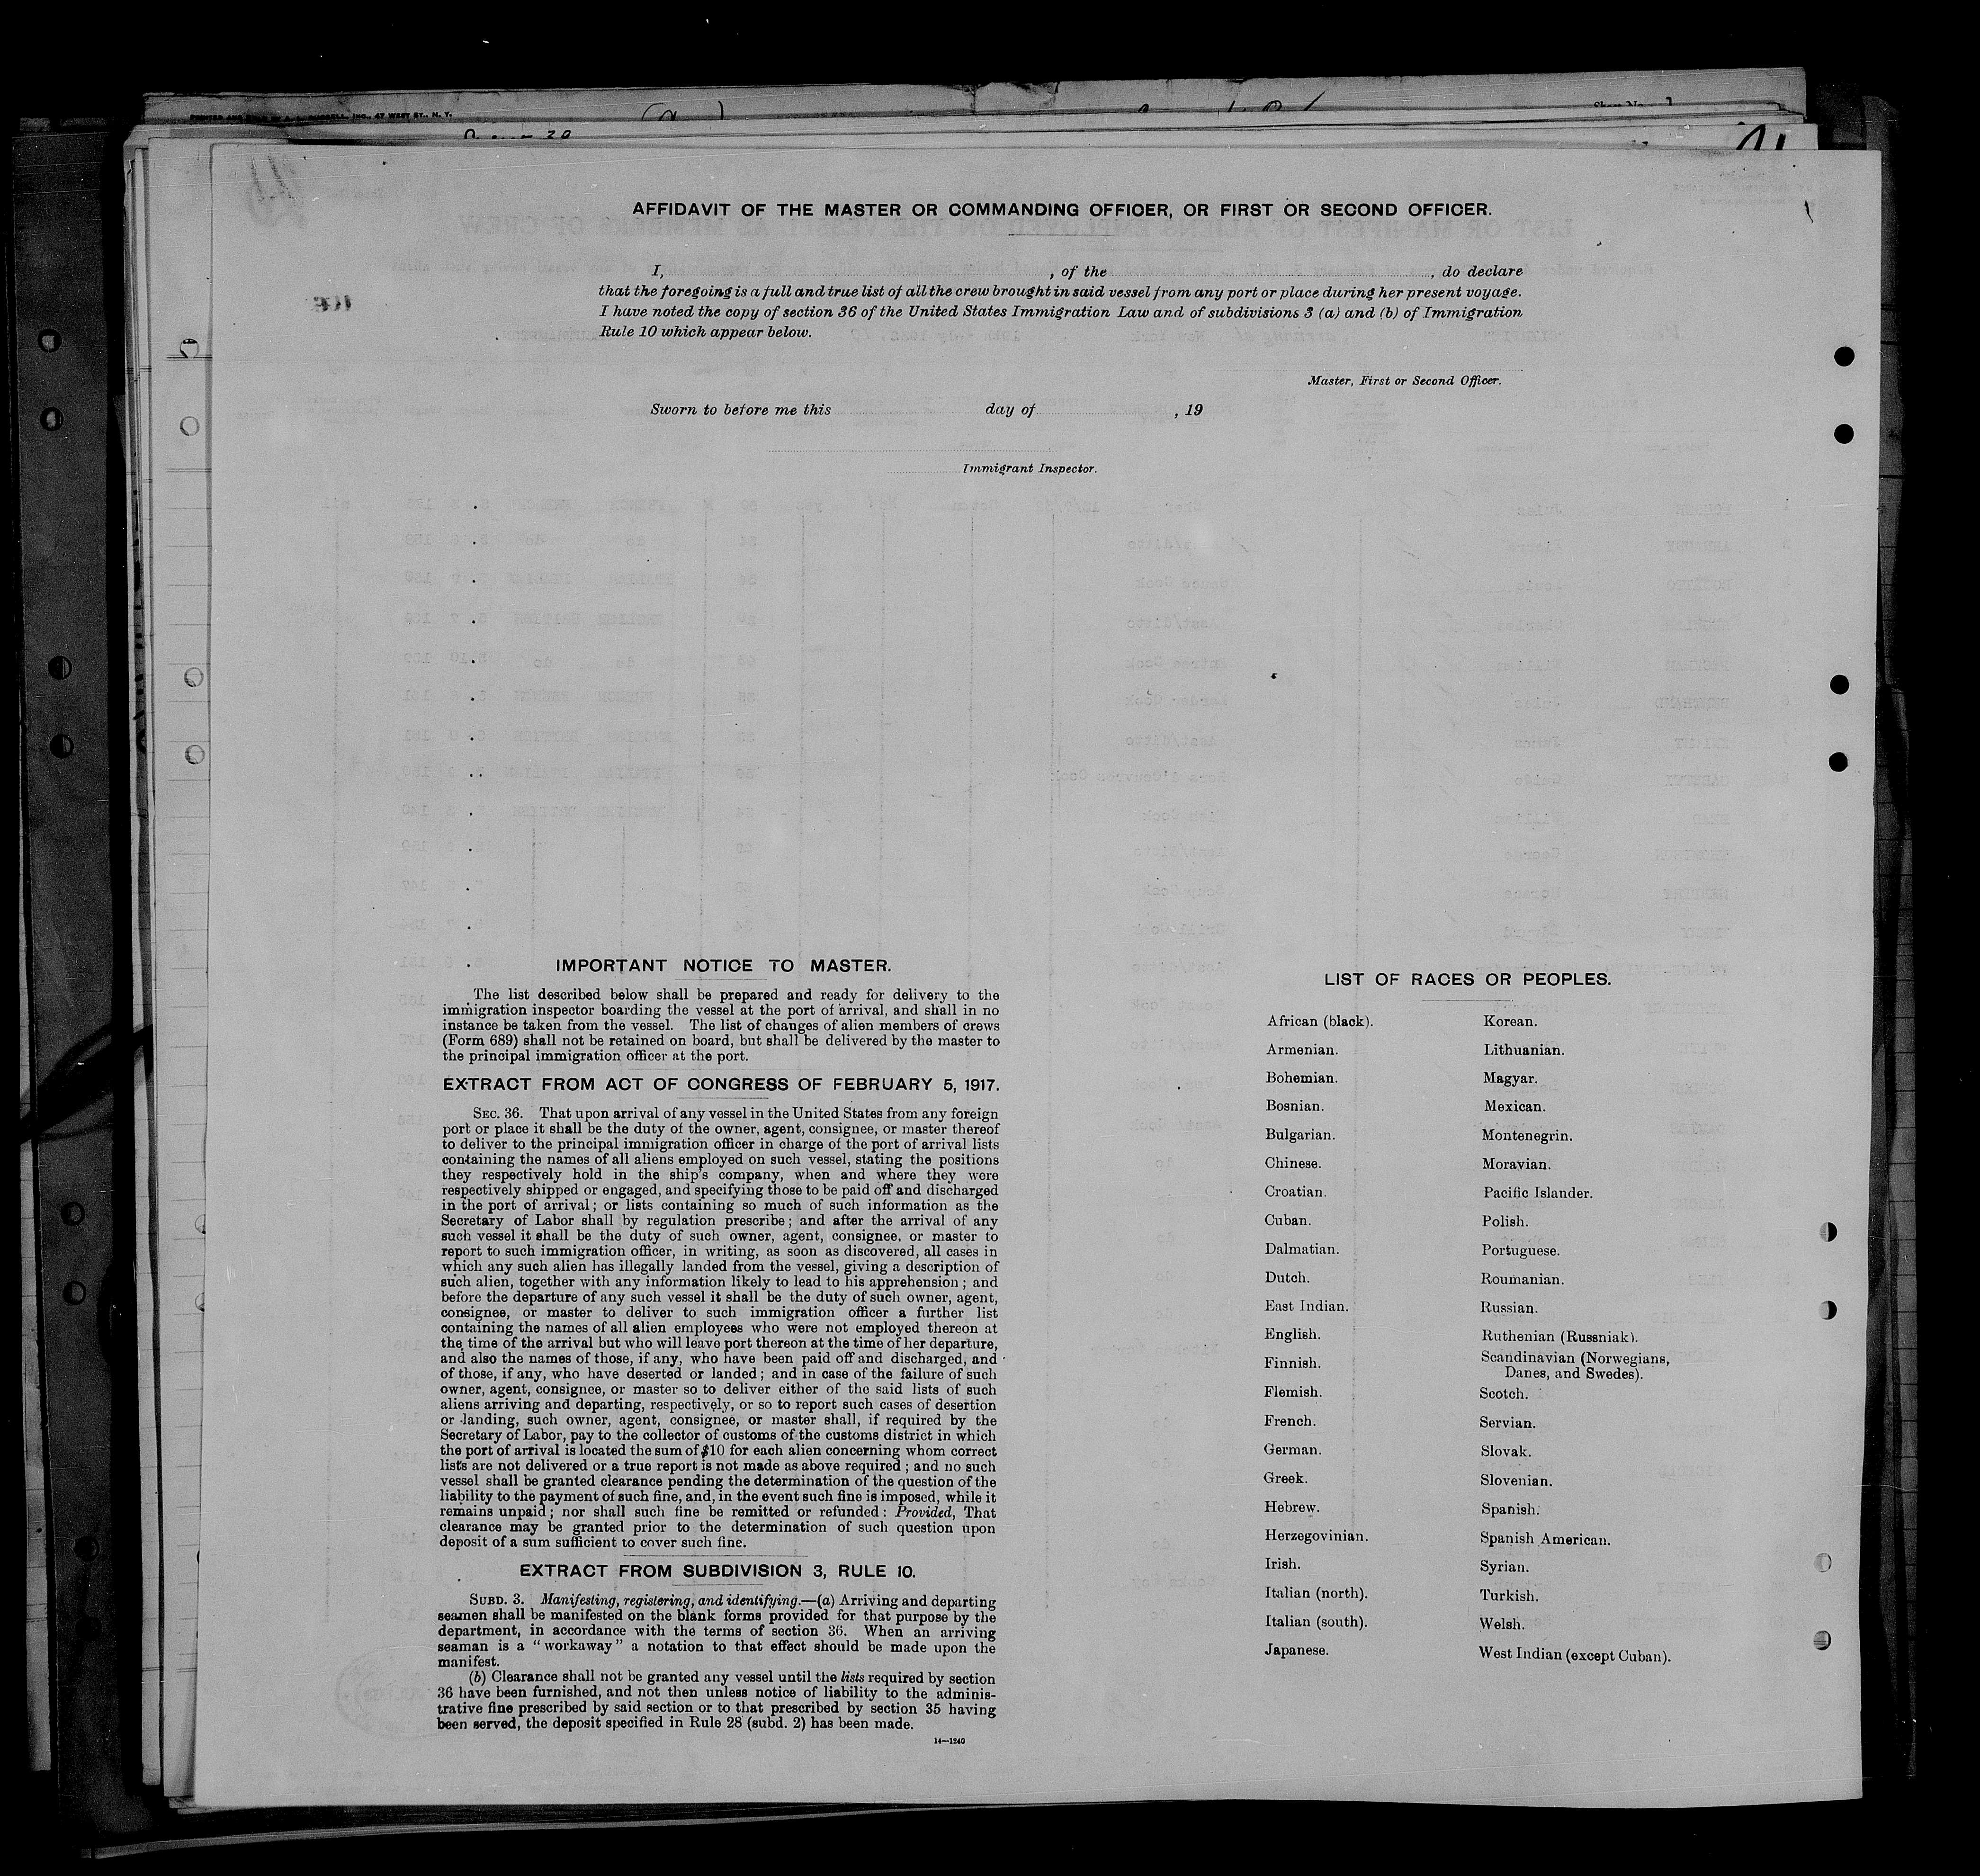 AFFIDAVIT OF THE MASTER OR COMMANDING OFFICER, OR FIRST OR SECOND OFFICER.
I, , of the , do declare
that the foregoing is a full and true list of all the crew brought in said vessel from any port or place during her present voyage.
I have noted the copy of section 36 of the United States Immigration Law and of subdivisions 3 (a) and (b) of Immigration
Rule 10 which appear below.
Master, First or Second Officer.
Sworn to before me this day of , 19
Immigrant Inspector.
IMPORTANT NOTICE TO MASTER.
The list described below shall be prepared and ready for delivery to the
immigration inspector boarding the vessel at the port of arrival, and shall in no
instance be taken from the vessel. The list of changes of alien members of crews
(Form 689) shall not be retained on board, but shall be delivered by the master to
the principal immigration officer at the port.
EXTRACT FROM ACT OF CONGRESS OF FEBRUARY 5, 1917.
SEC. 36. That upon arrival of any vessel in the United States from any foreign
port or place it shall be the duty of the owner, agent, consignee, or master thereof
to deliver to the principal immigration officer in charge of the port of arrival lists
containing the names of all aliens employed on such vessel, stating the positions
they respectively hold in the ship's company, when and where they were
respectively shipped or engaged, and specifying those to be paid off and discharged
in the port of arrival; or lists containing so much of such information as the
Secretary of Labor shall by regulation prescribe; and after the arrival of any
such vessel it shall be the duty of such owner, agent, consignee, or master to
report to such immigration officer, in writing, as soon as discovered, all cases in
which any such alien has illegally landed from the vessel, giving a description of
such alien, together with any information likely to lead to his apprehension; and
before the departure of any such vessel it shall be the duty of such owner, agent,
consignee, or master to deliver to such immigration officer a further list
containing the names of all alien employees who were not employed thereon at
the time of the arrival but who will leave port thereon at the time of her departure,
and also the names of those, if any, who have been paid off and discharged, and
of those, if any, who have deserted or landed; and in case of the failure of such
owner, agent, consignee, or master so to deliver either of the said lists of such
aliens arriving and departing, respectively, or so to report such cases of desertion
or landing, such owner, agent, consignee, or master shall, if required by the
Secretary of Labor, pay to the collector of customs of the customs district in which
the port of arrival is located the sum of $10 for each alien concerning whom correct
lists are not delivered or a true report is not made as above required; and no such
vessel shall be granted clearance pending the determination of the question of the
liability to the payment of such fine, and, in the event such fine is imposed, while it
remains unpaid; nor shall such fine be remitted or refunded: Provided, That
clearance may be granted prior to the determination of such question upon
deposit of a sum sufficient to cover such fine.
EXTRACT FROM SUBDIVISION 3, RULE 10.
SUBD. 3. Manifesting, registering, and identifying.—(a) Arriving and departing
seamen shall be manifested on the blank forms provided for that purpose by the
department, in accordance with the terms of section 36. When an arriving
seaman is a "workaway" a notation to that effect should be made upon the
manifest.
(b) Clearance shall not be granted any vessel until the lists required by section
36 have been furnished, and not then unless notice of liability to the adminis-
trative fine prescribed by said section or to that prescribed by section 35 having
been served, the deposit specified in Rule 28 (subd. 2) has been made.
14—1240
LIST OF RACES OR PEOPLES.
African (black).
Armenian.
Bohemian.
Bosnian.
Bulgarian.
Chinese.
Croatian.
Cuban.
Dalmatian.
Dutch.
East Indian.
English.
Finnish.
Flemish.
French.
German.
Greek.
Hebrew.
Herzegovinian.
Irish.
Italian (north).
Italian (south).
Japanese.
Korean.
Lithuanian.
Magyar.
Mexican.
Montenegrin.
Moravian.
Pacific Islander.
Polish.
Portuguese.
Roumanian.
Russian.
Ruthenian (Russniak).
Scandinavian (Norwegians,
Danes, and Swedes).
Scotch.
Servian.
Slovak.
Slovenian.
Spanish.
Spanish American.
Syrian.
Turkish.
Welsh.
West Indian (except Cuban).